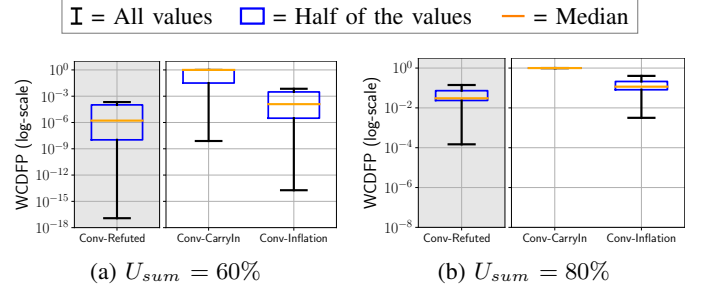 = All values = Half of the values = Median
WCDFP (log-scale)
10^0
10^-3
10^-6
10^-9
10^-12
10^-15
10^-18
Conv-Refuted Conv-CarryIn Conv-Inflation
(a) U_sum = 60%
WCDFP (log-scale)
10^0
10^-2
10^-4
10^-6
10^-8
Conv-Refuted Conv-CarryIn Conv-Inflation
(b) U_sum = 80%